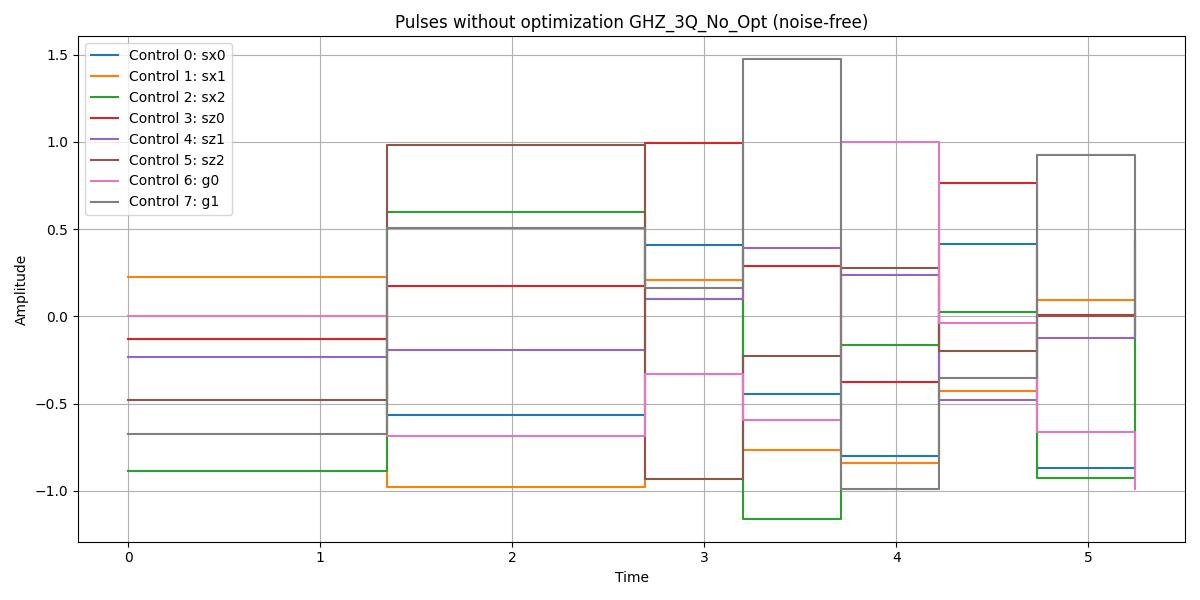 Pulses without optimization GHZ_3Q_No_Opt (noise-free)
Control 0: sx0
Control 1: sx1
Control 2: sx2
Control 3: sz0
Control 4: sz1
Control 5: sz2
Control 6: g0
Control 7: g1
Amplitude
1.5
1.0
0.5
0.0
−0.5
−1.0
0 1 2 3 4 5
Time